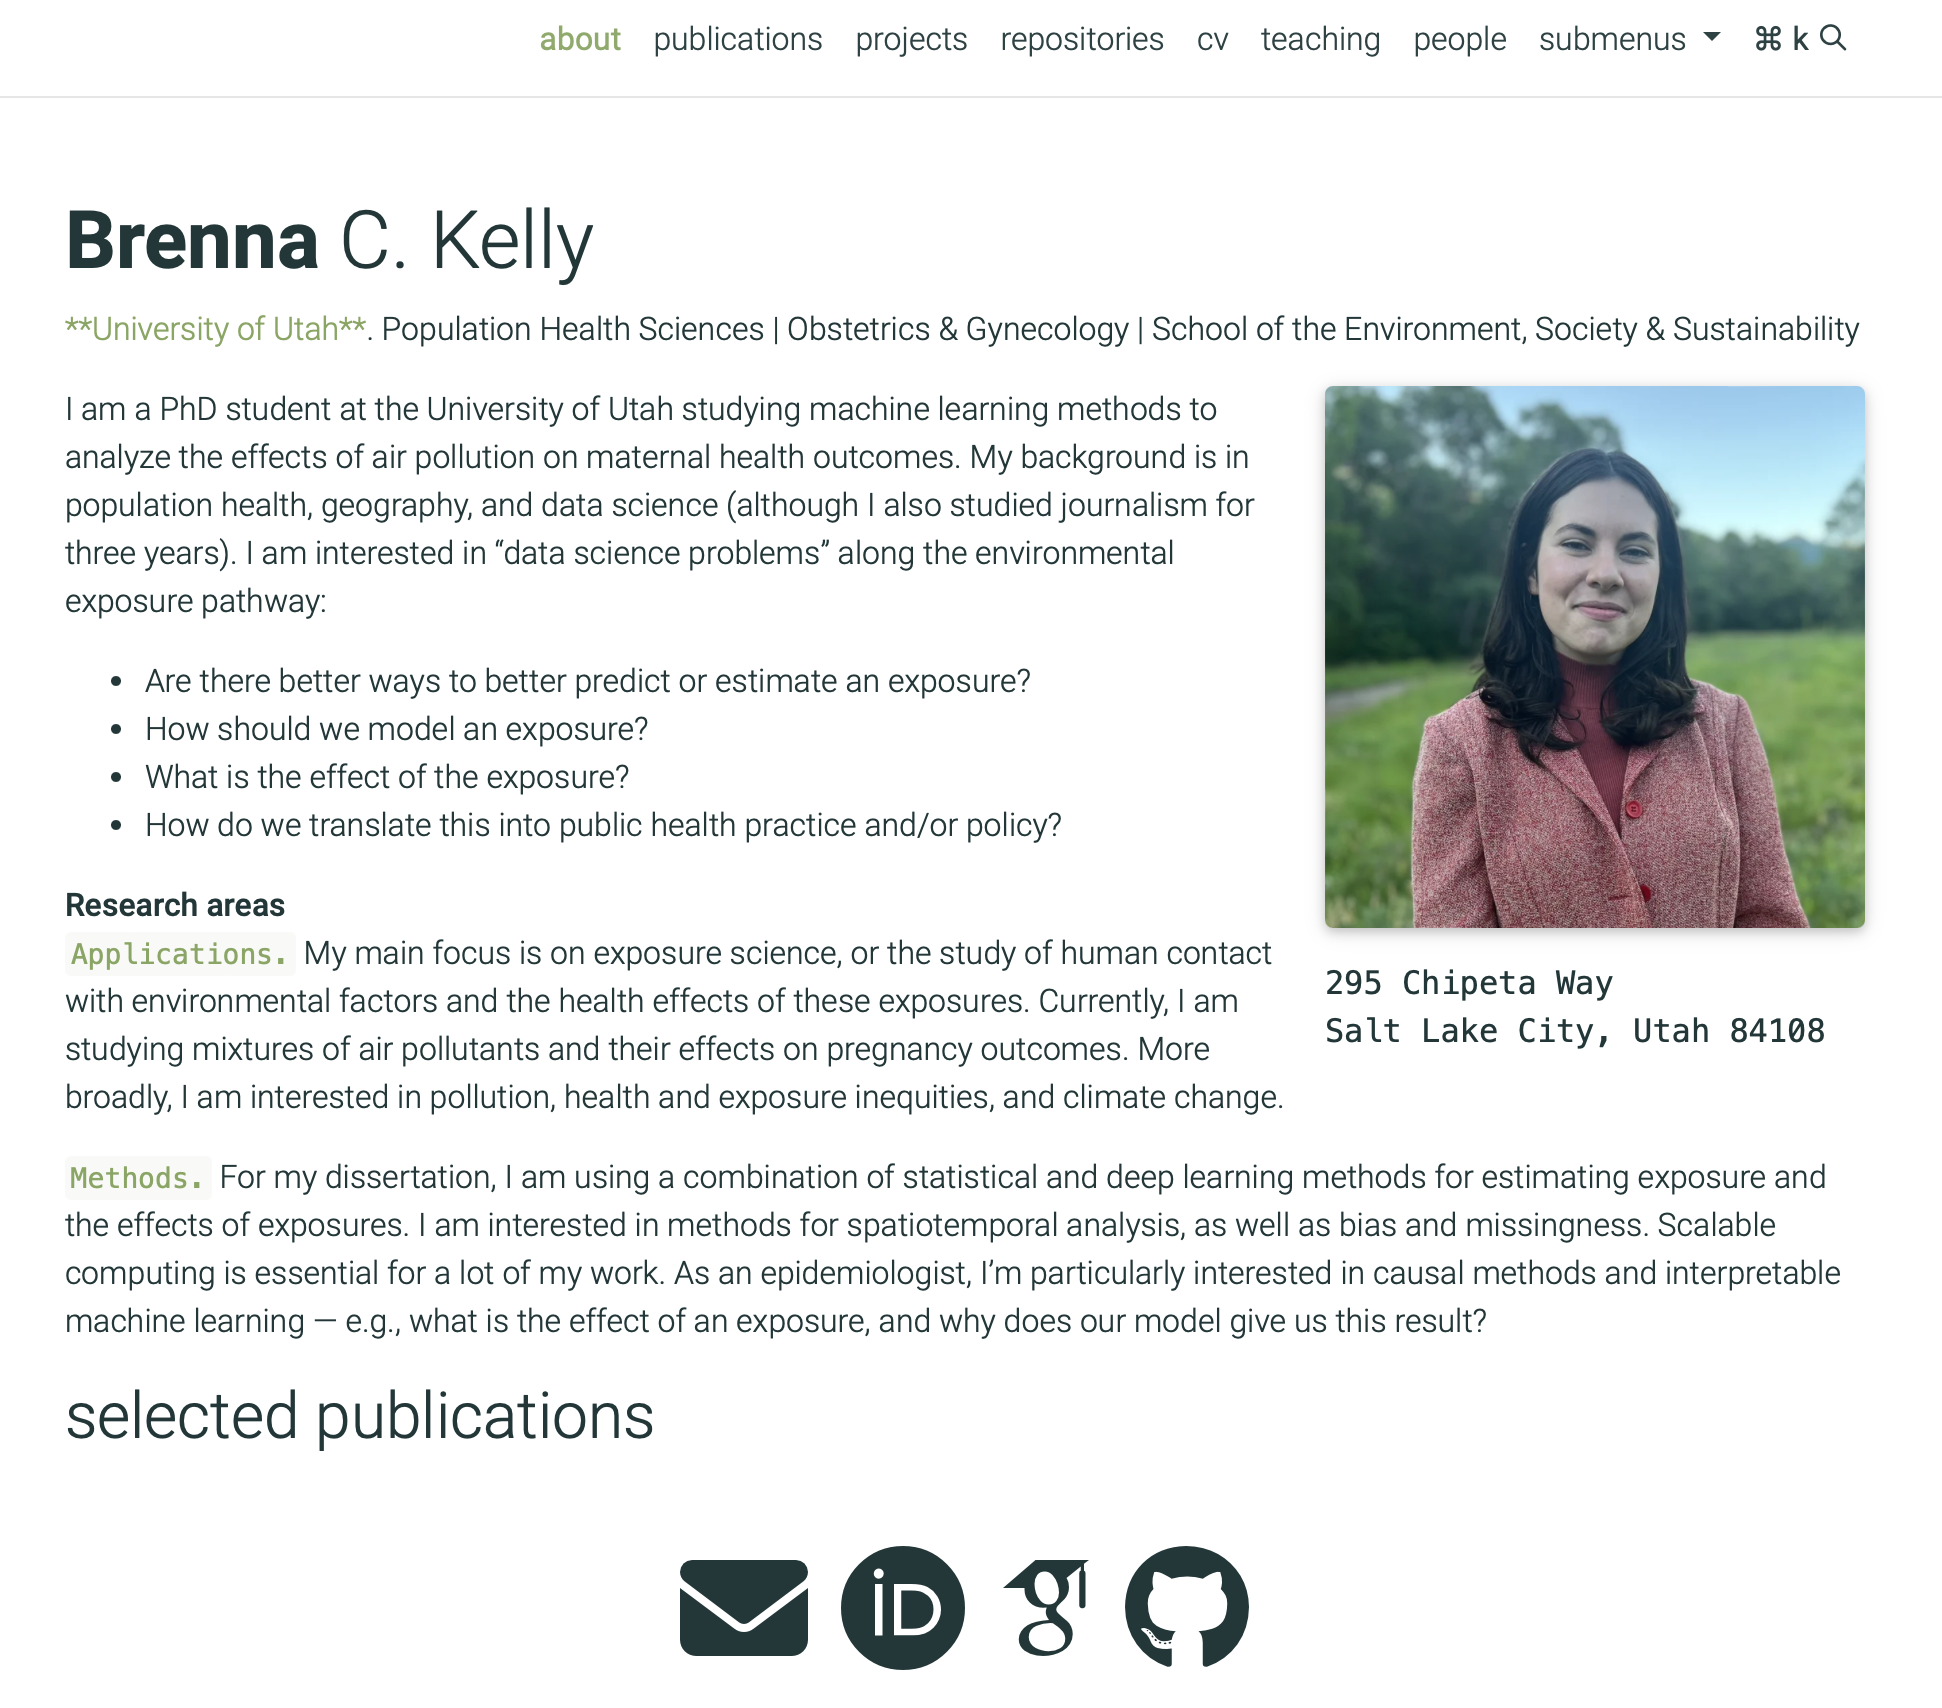 about publications projects repositories cv teaching people submenus ⌘ k
Brenna C. Kelly
**University of Utah**. Population Health Sciences | Obstetrics & Gynecology | School of the Environment, Society & Sustainability
I am a PhD student at the University of Utah studying machine learning methods to
analyze the effects of air pollution on maternal health outcomes. My background is in
population health, geography, and data science (although I also studied journalism for
three years). I am interested in “data science problems” along the environmental
exposure pathway:
• Are there better ways to better predict or estimate an exposure?
• How should we model an exposure?
• What is the effect of the exposure?
• How do we translate this into public health practice and/or policy?
Research areas
Applications. My main focus is on exposure science, or the study of human contact
with environmental factors and the health effects of these exposures. Currently, I am
studying mixtures of air pollutants and their effects on pregnancy outcomes. More
broadly, I am interested in pollution, health and exposure inequities, and climate change.
295 Chipeta Way
Salt Lake City, Utah 84108
Methods. For my dissertation, I am using a combination of statistical and deep learning methods for estimating exposure and
the effects of exposures. I am interested in methods for spatiotemporal analysis, as well as bias and missingness. Scalable
computing is essential for a lot of my work. As an epidemiologist, I’m particularly interested in causal methods and interpretable
machine learning — e.g., what is the effect of an exposure, and why does our model give us this result?
selected publications
iD g